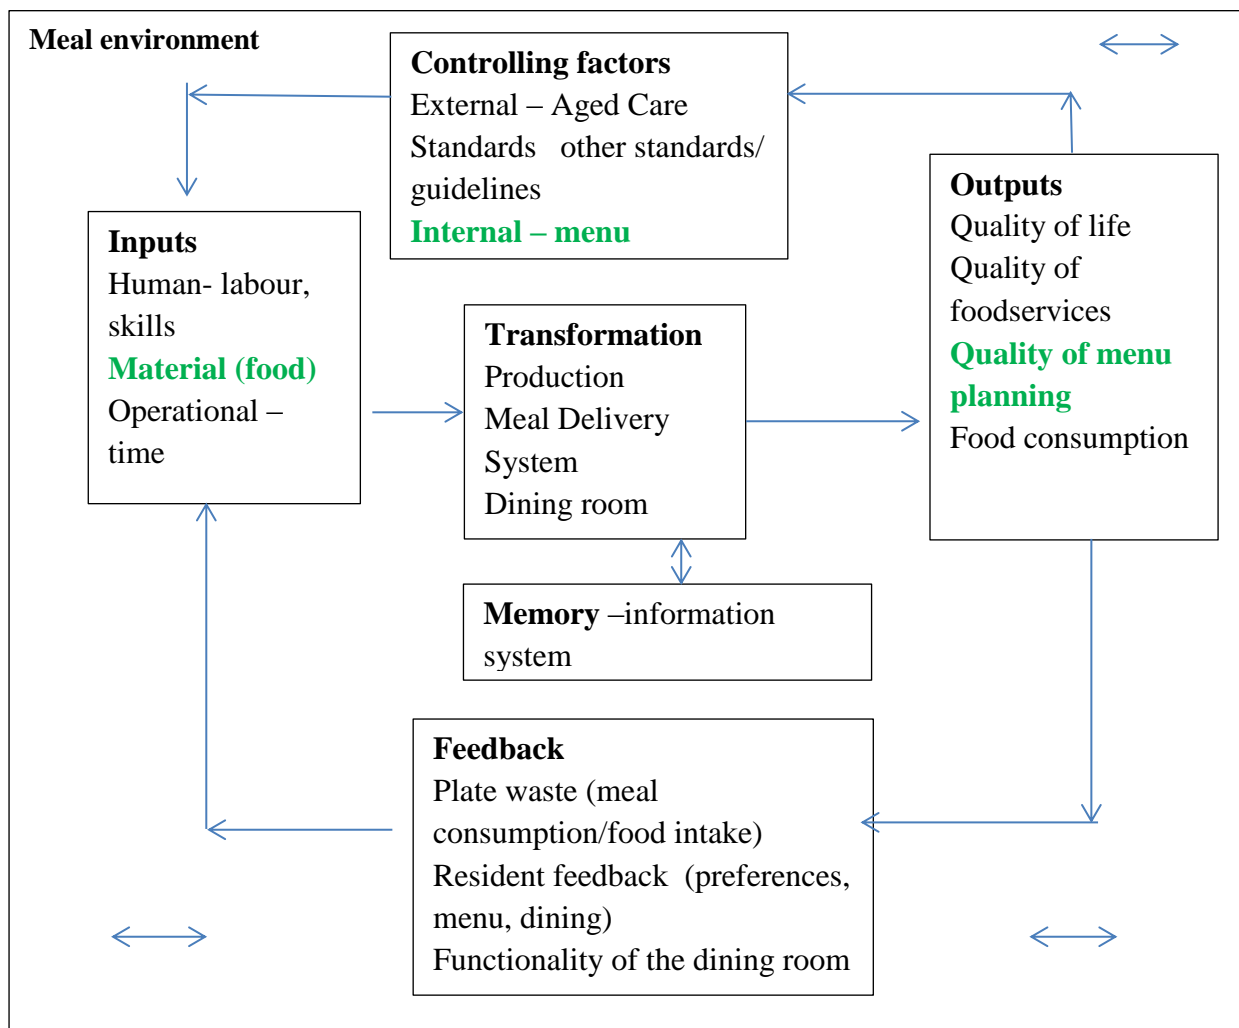 Meal environment
Controlling factors
External – Aged Care
Standards   other standards/
guidelines
Internal – menu
Inputs
Human- labour,
skills
Material (food)
Operational –
time
Transformation
Production
Meal Delivery
System
Dining room
Outputs
Quality of life
Quality of
foodservices
Quality of menu
planning
Food consumption
Memory –information
system
Feedback
Plate waste (meal
consumption/food intake)
Resident feedback  (preferences,
menu, dining)
Functionality of the dining room